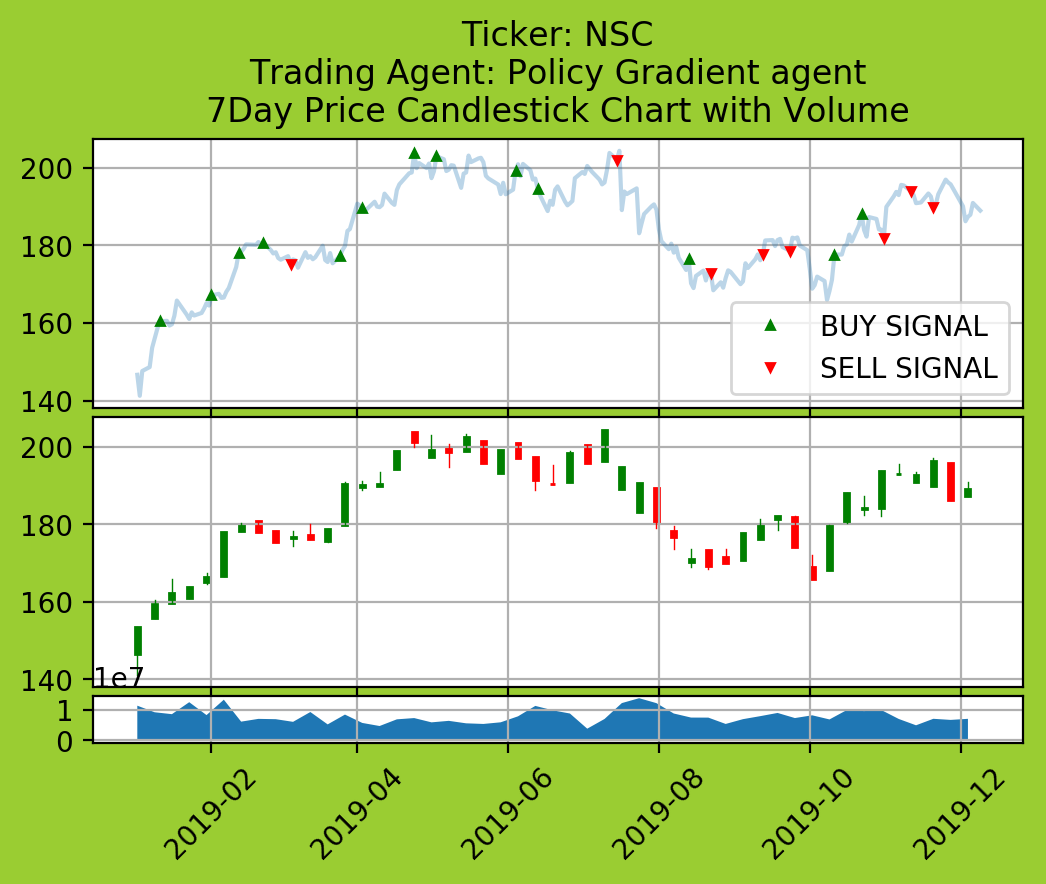 Ticker: NSC
Trading Agent: Policy Gradient agent
7Day Price Candlestick Chart with Volume
200
180
160
140
BUY SIGNAL
SELL SIGNAL
200
180
160
140
1e7
1
0
2019-02
2019-04
2019-06
2019-08
2019-10
2019-12